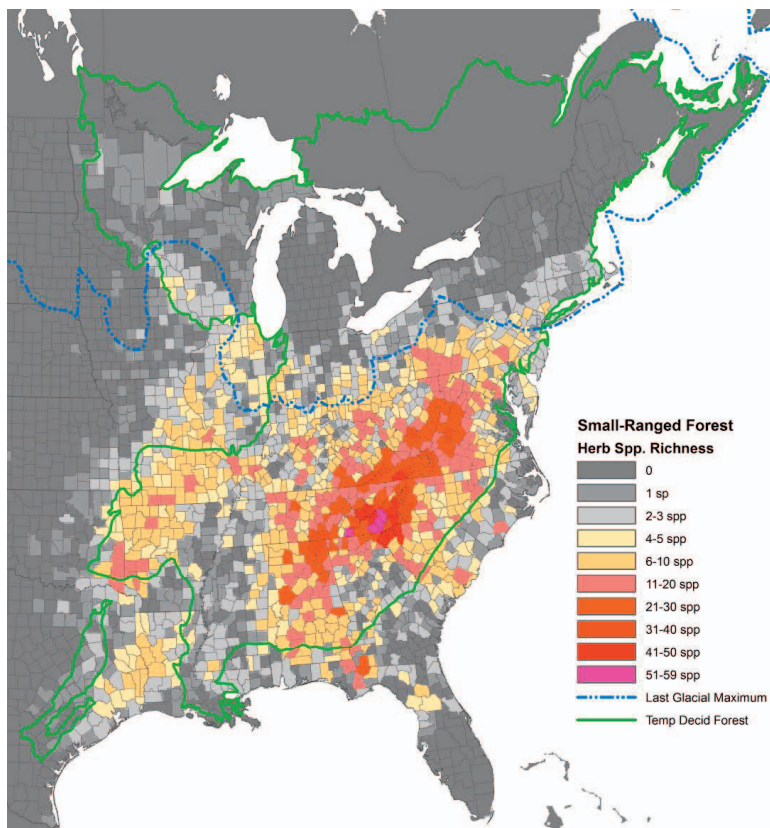 Small-Ranged Forest
Herb Spp. Richness
0
1 sp
2-3 spp
4-5 spp
6-10 spp
11-20 spp
21-30 spp
31-40 spp
41-50 spp
51-59 spp
Last Glacial Maximum
Temp Decid Forest